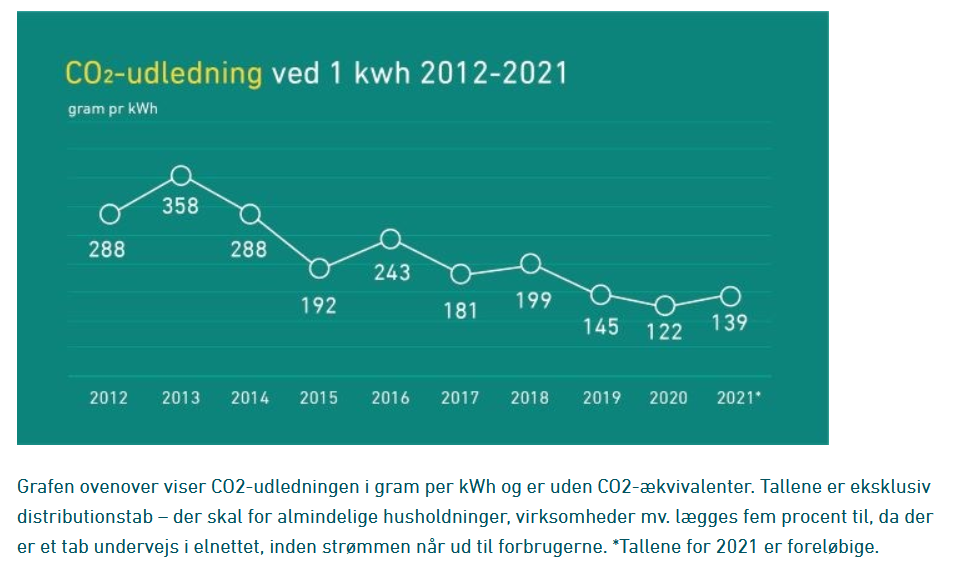 CO2-udledning ved 1 kwh 2012-2021
gram pr kWh
288
358
288
192
243
181
199
145
122
139
2012 2013 2014 2015 2016 2017 2018 2019 2020 2021*
Grafen ovenover viser CO2-udledningen i gram per kWh og er uden CO2-ækvivalenter. Tallene er eksklusiv
distributionstab – der skal for almindelige husholdninger, virksomheder mv. lægges fem procent til, da der
er et tab undervejs i elnettet, inden strømmen når ud til forbrugerne. *Tallene for 2021 er foreløbige.